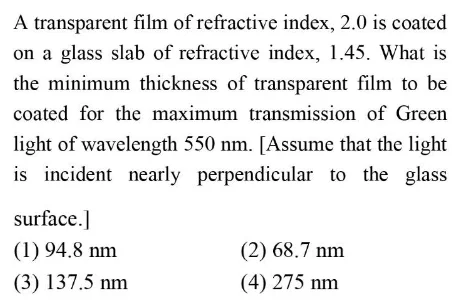 A transparent film of refractive index, 2.0 is coated
on a glass slab of refractive index, 1.45. What is
the minimum thickness of transparent film to be
coated for the maximum transmission of Green
light of wavelength 550 nm. [Assume that the light
is incident nearly perpendicular to the glass
surface.]
(1) 94.8 nm (2) 68.7 nm
(3) 137.5 nm (4) 275 nm